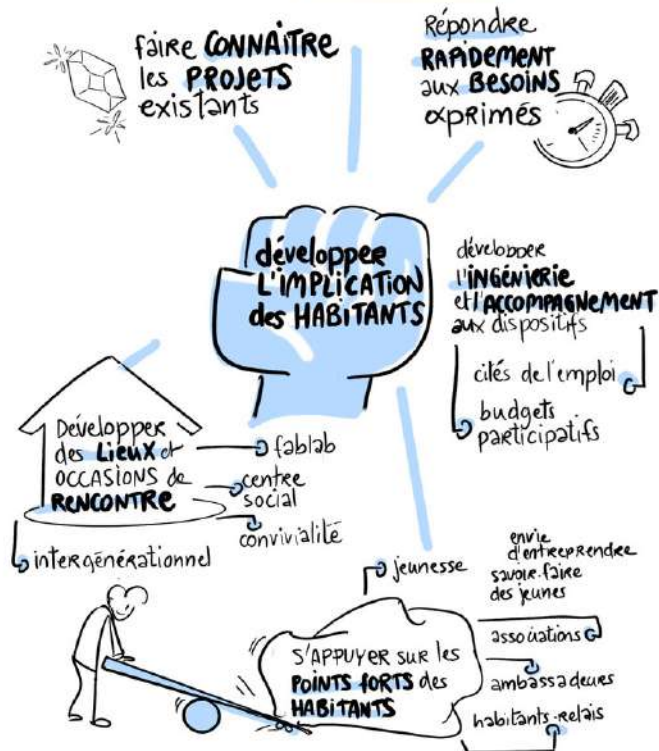 faire CONNAITRE
les PROJETS
existants
Répondre
RAPIDEMENT
aux BESOINS
exprimés
développer
L'IMPLICATION
des HABITANTS
développer
l'INGÉNIERIE
et l'ACCOMPAGNEMENT
aux dispositifs
cités de l'emploi
budgets
participatifs
Développer
des Lieux et
OCCASIONS de
RENCONTRE
fablab
centre
social
convivialité
intergénérationnel
jeunesse
envie
d'entreprendre
savoir-faire
des jeunes
associations
ambassadeurs
habitants-relais
S'APPUYER sur les
POINTS FORTS des
HABITANTS